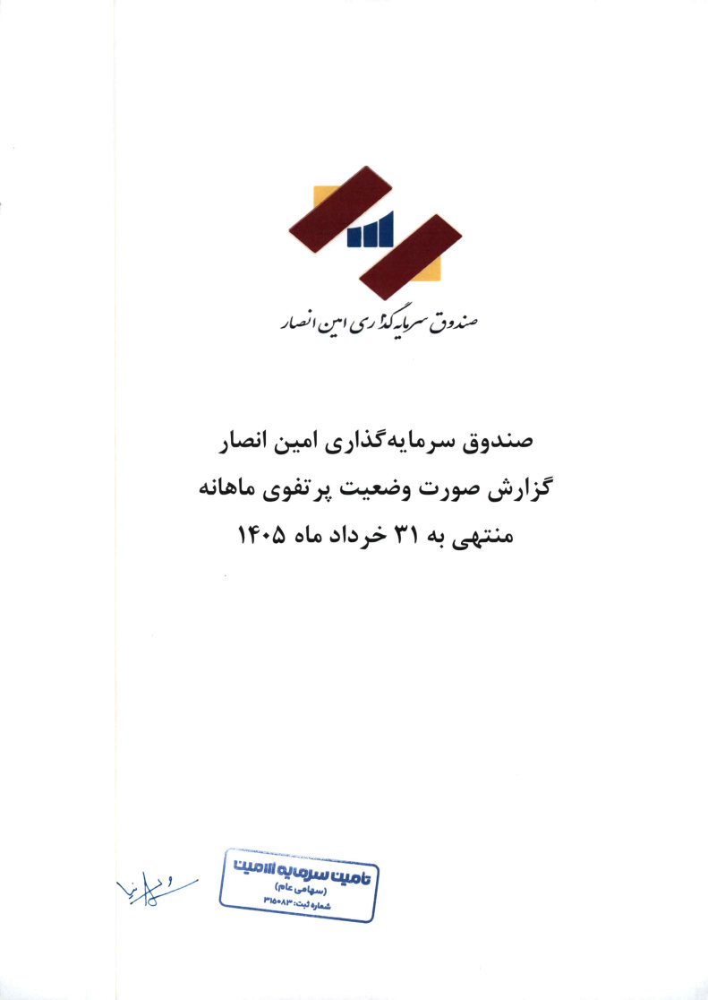 صندوق سرمایه گذاری امین انصار
صندوق سرمایه‌گذاری امین انصار
گزارش صورت وضعیت پرتفوی ماهانه
منتهی به ۳۱ خرداد ماه ۱۴۰۵
تامین سرمایه امین
(سهامی عام)
شماره ثبت: ۳۱۵۰۸۳